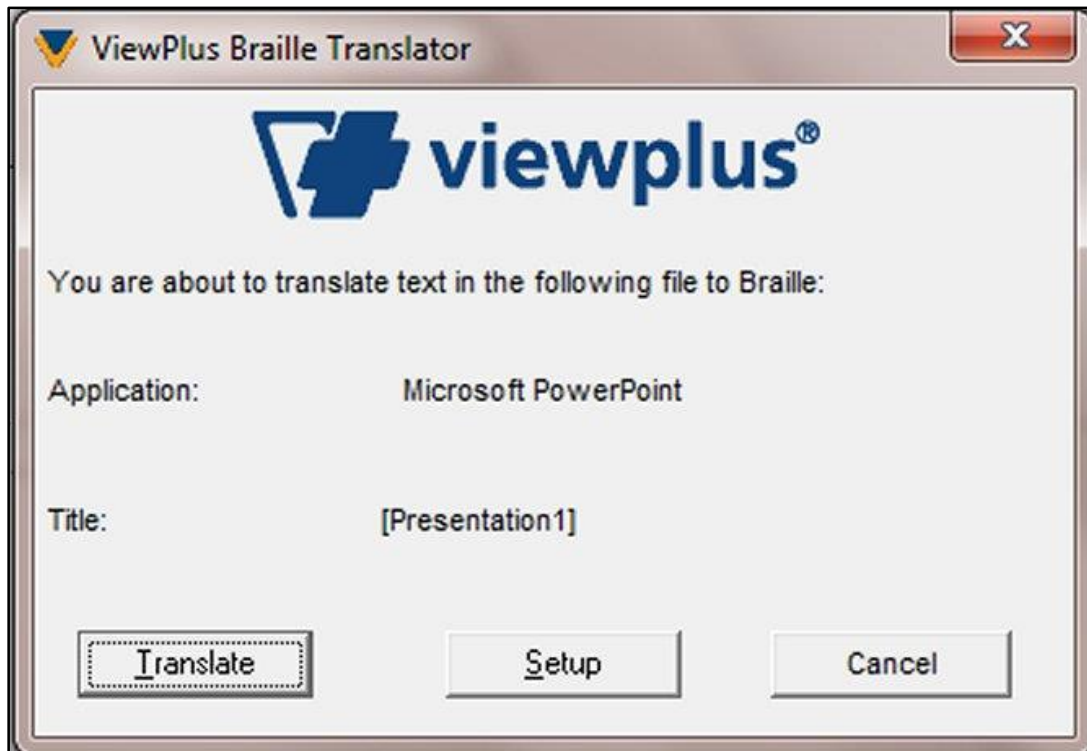 ViewPlus Braille Translator
viewplus®
You are about to translate text in the following file to Braille:
Application: Microsoft PowerPoint
Title: [Presentation1]
Translate Setup Cancel